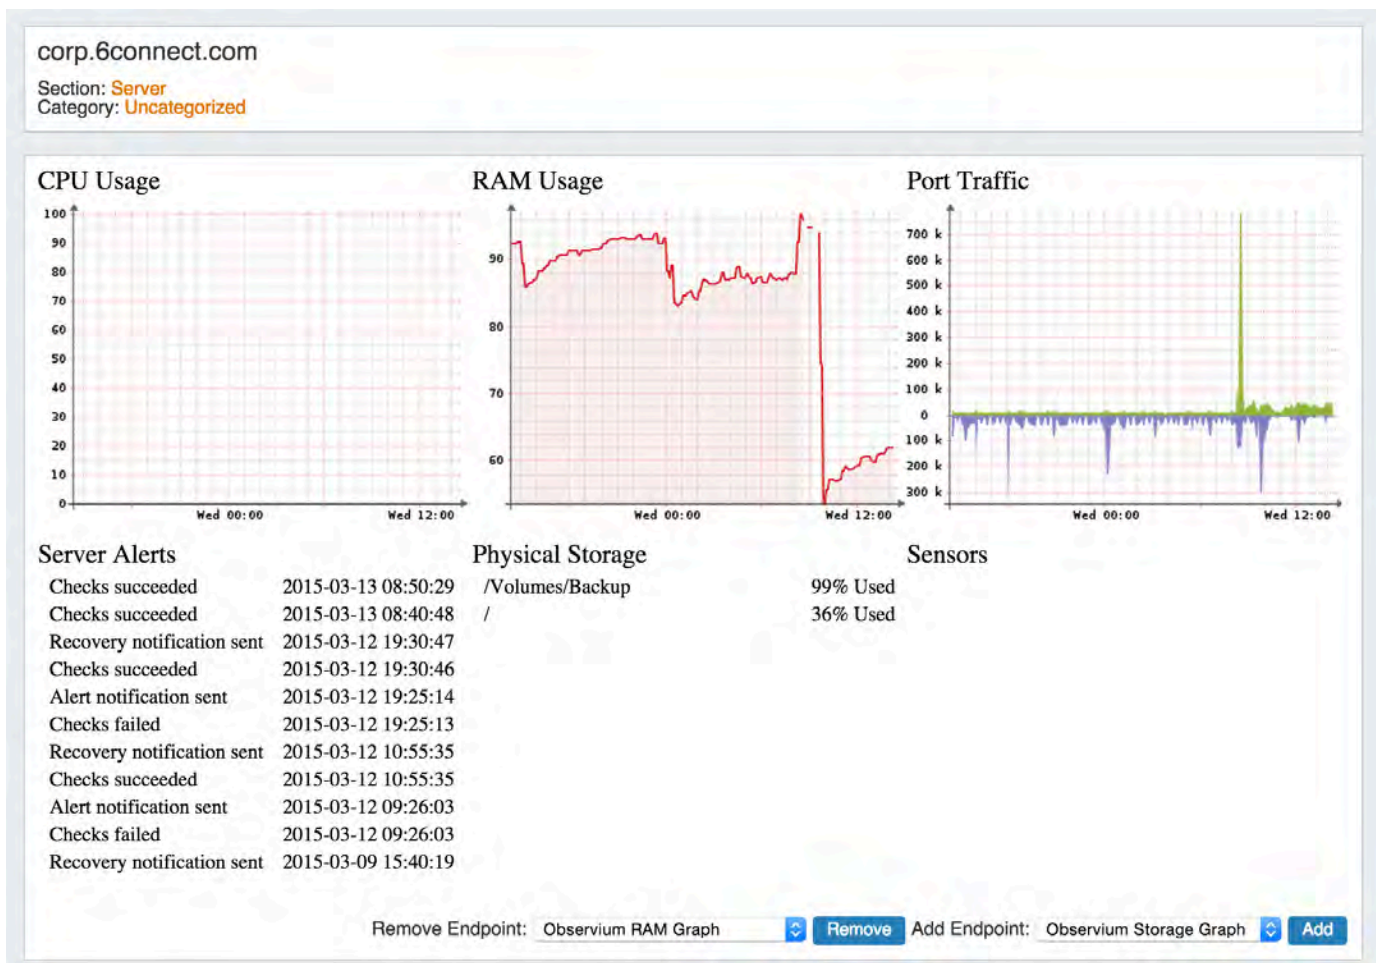 corp.6connect.com
Section: Server
Category: Uncategorized
CPU Usage
100
90
80
70
60
50
40
30
20
10
0
Wed 00:00 Wed 12:00
RAM Usage
90
80
70
60
Wed 00:00 Wed 12:00
Port Traffic
700 k
600 k
500 k
400 k
300 k
200 k
100 k
0
100 k
200 k
300 k
Wed 00:00 Wed 12:00
Server Alerts
Checks succeeded 2015-03-13 08:50:29
Checks succeeded 2015-03-13 08:40:48
Recovery notification sent 2015-03-12 19:30:47
Checks succeeded 2015-03-12 19:30:46
Alert notification sent 2015-03-12 19:25:14
Checks failed 2015-03-12 19:25:13
Recovery notification sent 2015-03-12 10:55:35
Checks succeeded 2015-03-12 10:55:35
Alert notification sent 2015-03-12 09:26:03
Checks failed 2015-03-12 09:26:03
Recovery notification sent 2015-03-09 15:40:19
Physical Storage
/Volumes/Backup 99% Used
/ 36% Used
Sensors
Remove Endpoint: Observium RAM Graph Remove Add Endpoint: Observium Storage Graph Add